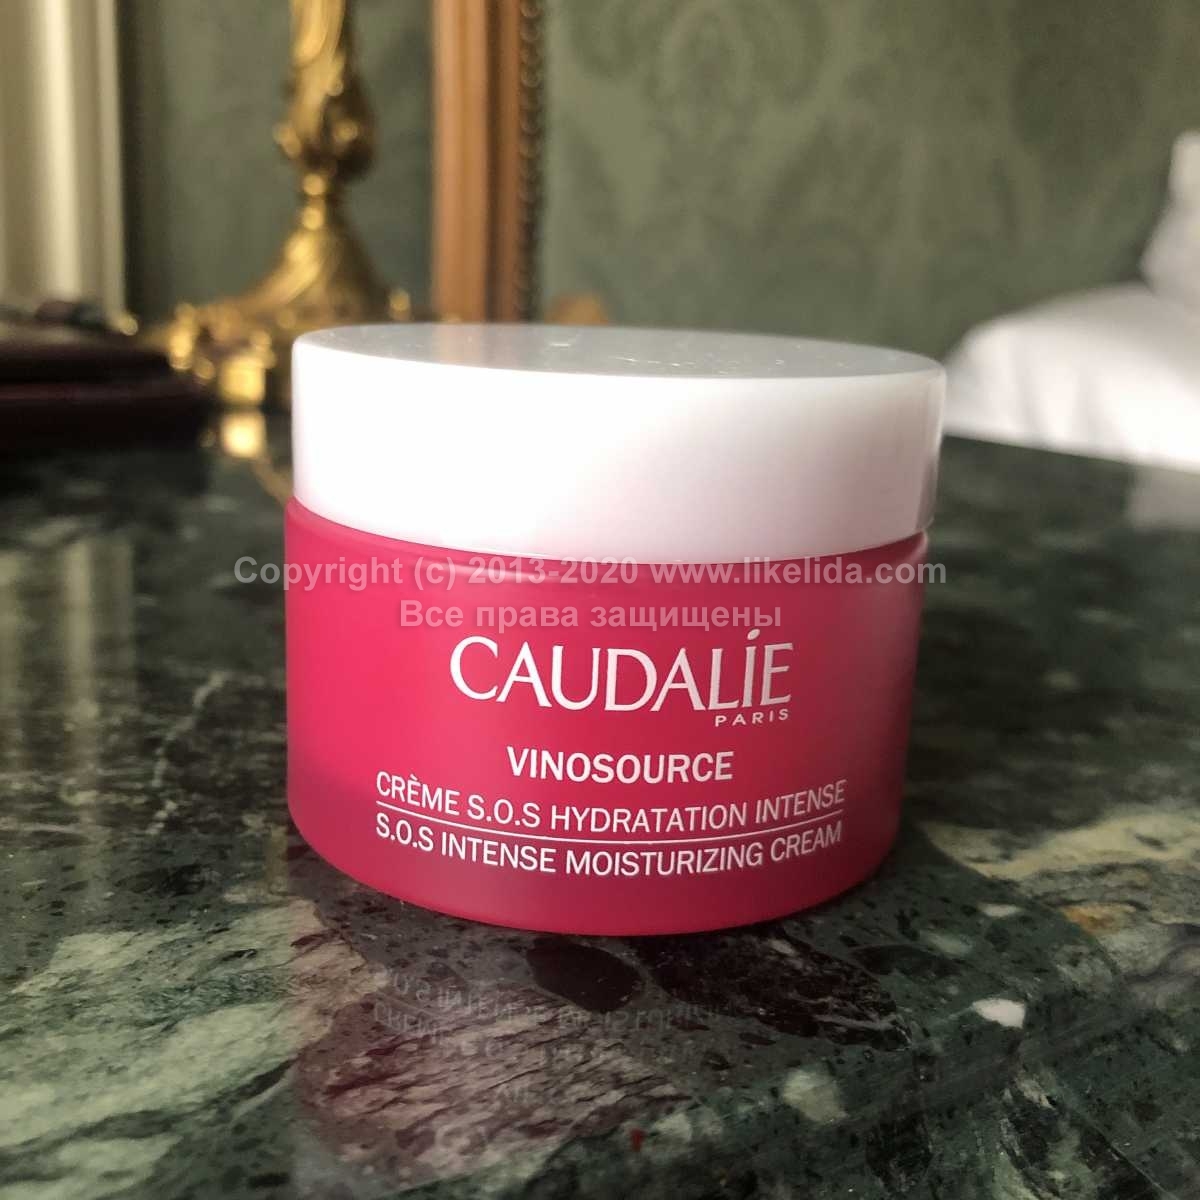 Copyright (c) 2013-2020 www.likelida.com
Все права защищены
CAUDALIE
PARIS
VINOSOURCE
CRÈME S.O.S HYDRATATION INTENSE
S.O.S INTENSE MOISTURIZING CREAM